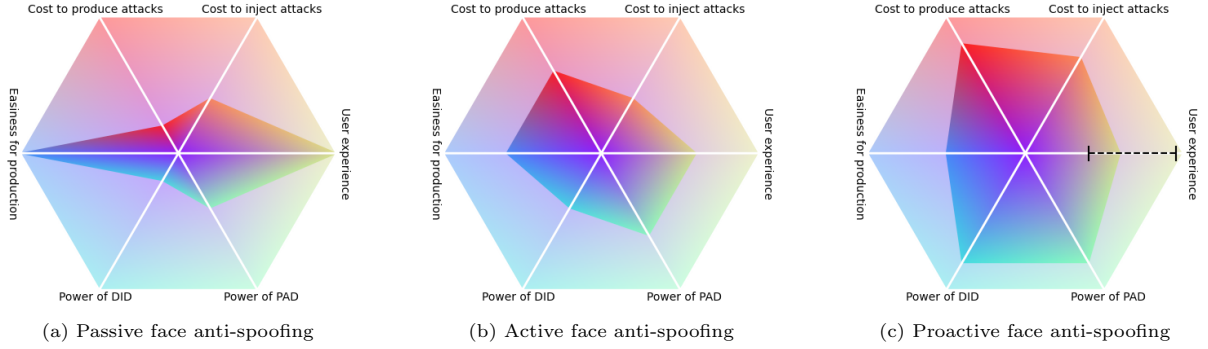 Cost to produce attacks
Cost to inject attacks
Easiness for production
User experience
Power of DID
Power of PAD
(a) Passive face anti-spoofing
Cost to produce attacks
Cost to inject attacks
Easiness for production
User experience
Power of DID
Power of PAD
(b) Active face anti-spoofing
Cost to produce attacks
Cost to inject attacks
Easiness for production
User experience
Power of DID
Power of PAD
(c) Proactive face anti-spoofing